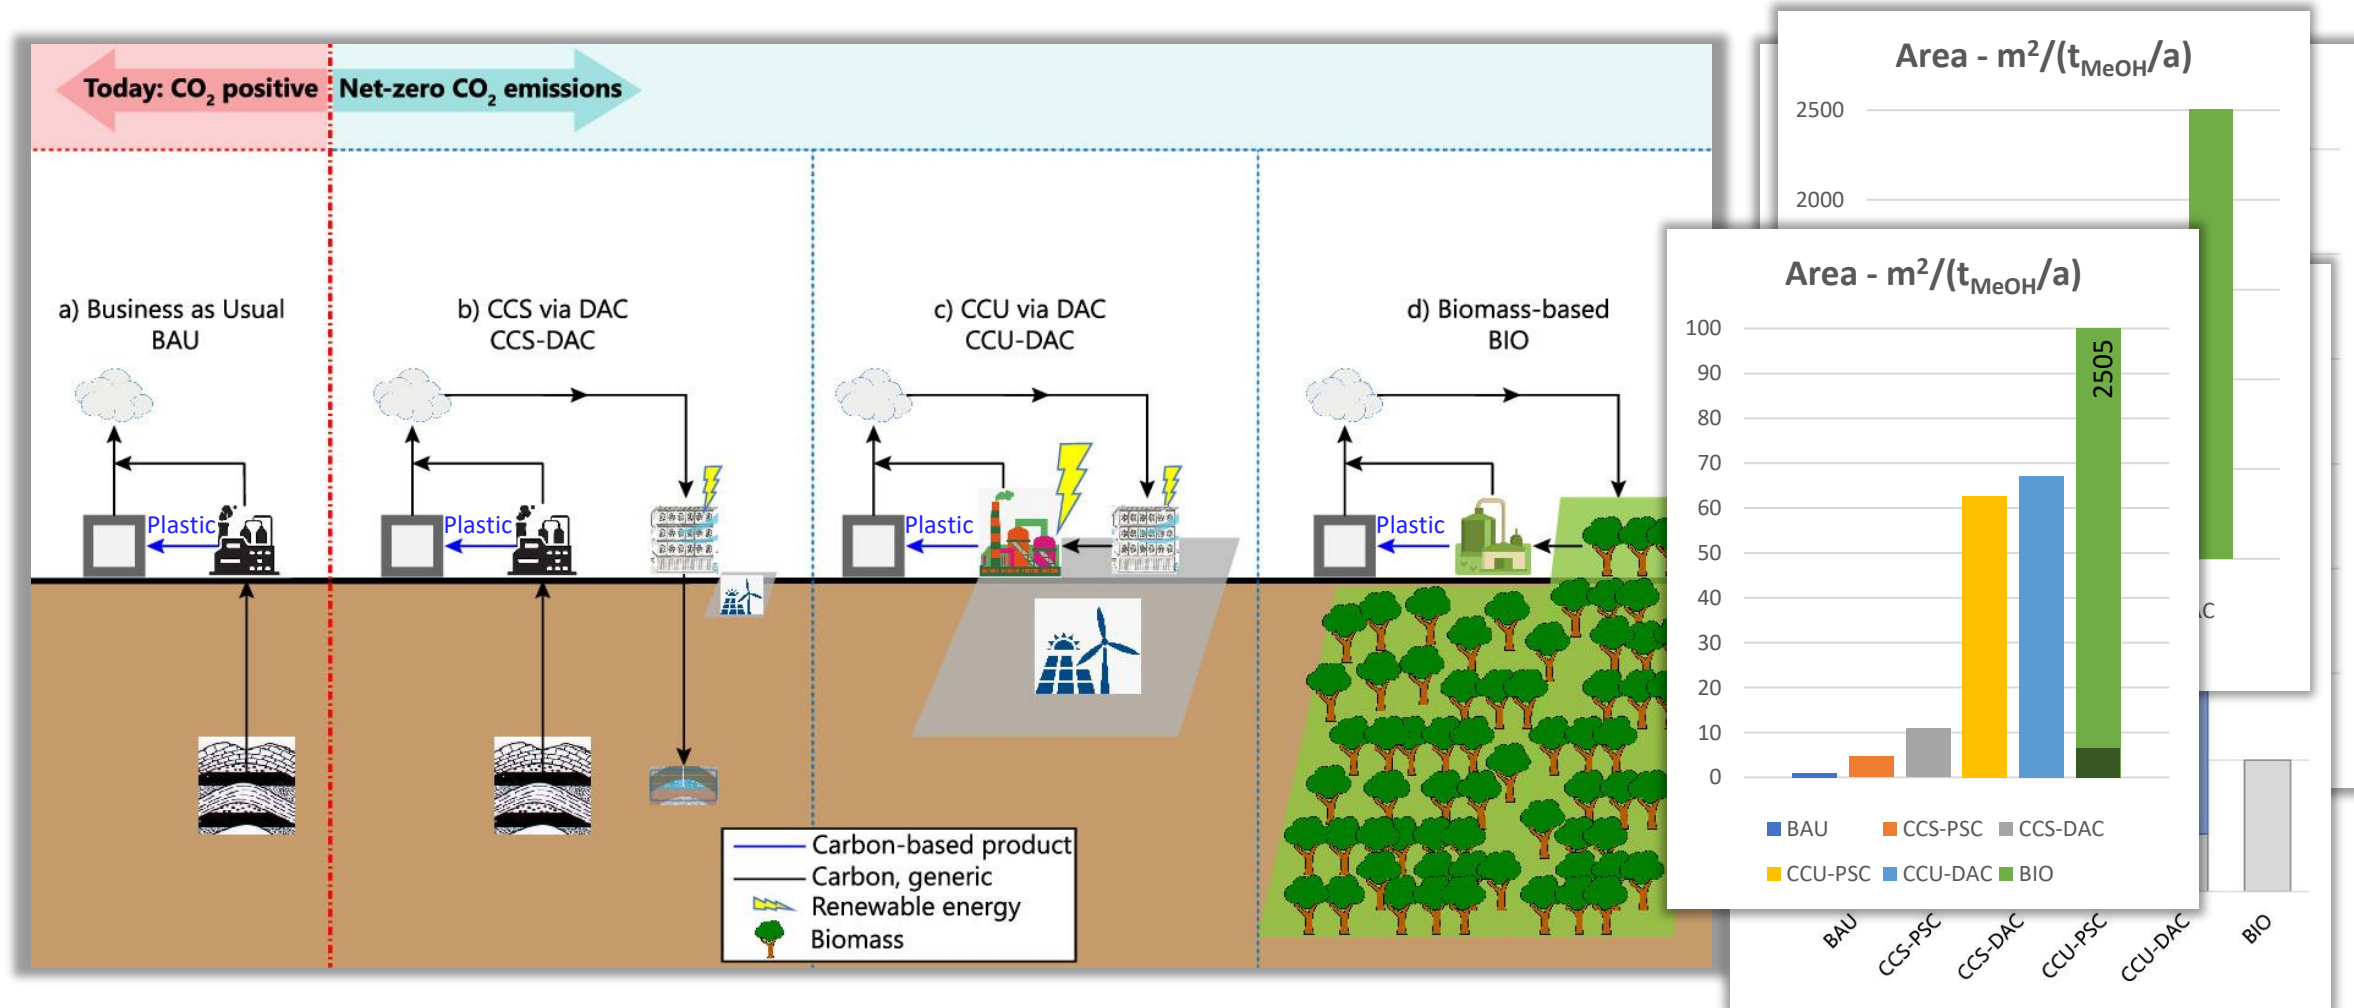 Today: CO2 positive
Net-zero CO2 emissions
a) Business as Usual
BAU
b) CCS via DAC
CCS-DAC
c) CCU via DAC
CCU-DAC
d) Biomass-based
BIO
Plastic
Plastic
Plastic
Plastic
Carbon-based product
Carbon, generic
Renewable energy
Biomass
Area - m²/(tMeOH/a)
2500
2000
AC
Area - m²/(tMeOH/a)
100
90
80
70
60
50
40
30
20
10
0
2505
BAU CCS-PSC CCS-DAC
CCU-PSC CCU-DAC BIO
BAU
CCS-PSC
CCS-DAC
CCU-PSC
CCU-DAC
BIO